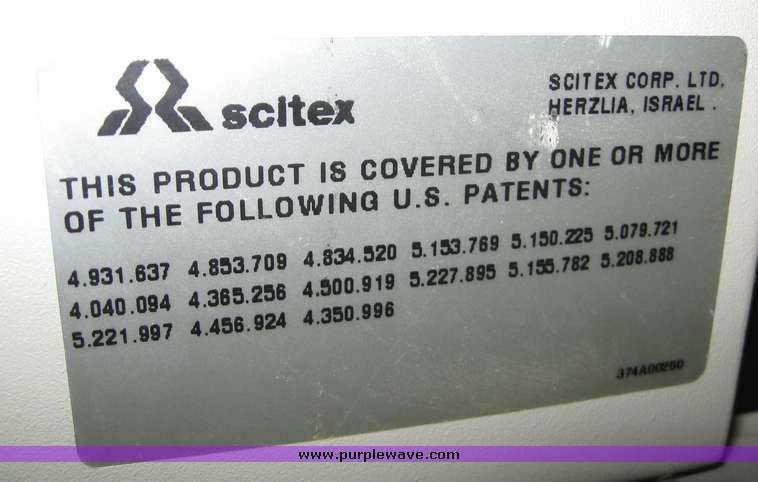 scitex
SCITEX CORP. LTD.
HERZLIA, ISRAEL .
THIS PRODUCT IS COVERED BY ONE OR MORE
OF THE FOLLOWING U.S. PATENTS:
4.931.637 4.853.709 4.834.520 5.153.769 5.150.225 5.079.721
4.040.094 4.365.256 4.500.919 5.227.895 5.155.782 5.208.888
5.221.997 4.456.924 4.350.996
374A00250
www.purplewave.com